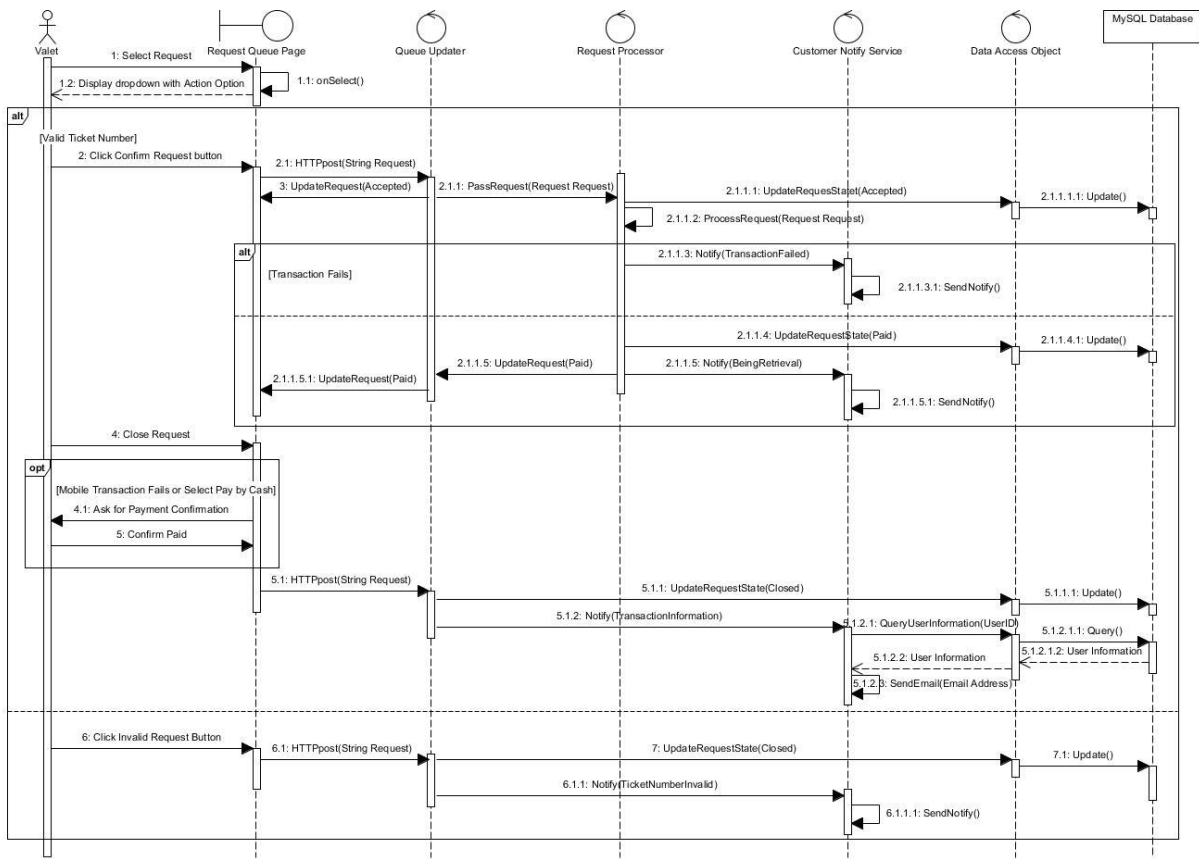 Valet
Request Queue Page
Queue Updater
Request Processor
Customer Notify Service
Data Access Object
MySQL Database
1: Select Request
1.1: onSelect()
1.2: Display dropdown with Action Option
alt
[Valid Ticket Number]
2: Click Confirm Request button
2.1: HTTPpost(String Request)
3: UpdateRequest(Accepted)
2.1.1: PassRequest(Request Request)
2.1.1.1: UpdateRequesStatet(Accepted)
2.1.1.1.1: Update()
2.1.1.2: ProcessRequest(Request Request)
alt
[Transaction Fails]
2.1.1.3: Notify(TransactionFailed)
2.1.1.3.1: SendNotify()
2.1.1.4: UpdateRequestState(Paid)
2.1.1.4.1: Update()
2.1.1.5: UpdateRequest(Paid)
2.1.1.5: Notify(BeingRetrieval)
2.1.1.5.1: UpdateRequest(Paid)
2.1.1.5.1: SendNotify()
4: Close Request
opt
[Mobile Transaction Fails or Select Pay by Cash]
4.1: Ask for Payment Confirmation
5: Confirm Paid
5.1: HTTPpost(String Request)
5.1.1: UpdateRequestState(Closed)
5.1.1.1: Update()
5.1.2: Notify(TransactionInformation)
5.1.2.1: QueryUserInformation(UserID)
5.1.2.1.1: Query()
5.1.2.1.2: User Information
5.1.2.2: User Information
5.1.2.3: SendEmail(Email Address)
6: Click Invalid Request Button
6.1: HTTPpost(String Request)
7: UpdateRequestState(Closed)
7.1: Update()
6.1.1: Notify(TicketNumberInvalid)
6.1.1.1: SendNotify()